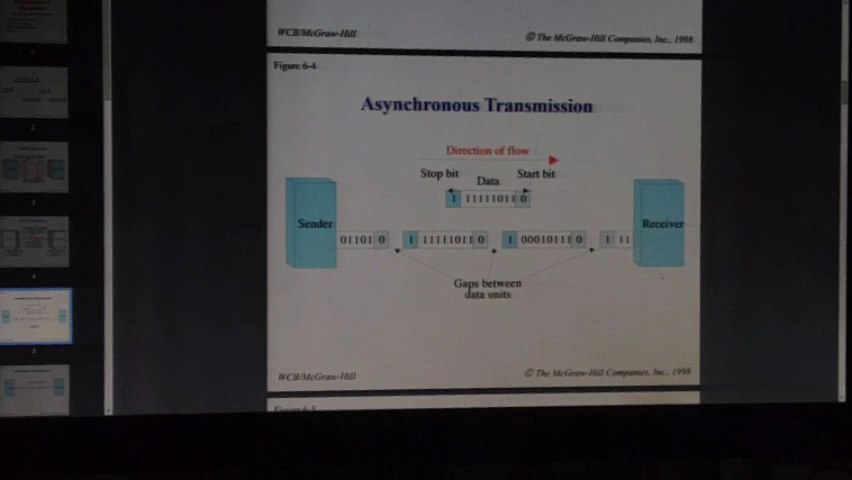 WCB/McGraw-Hill
© The McGraw-Hill Companies, Inc., 1998
Figure 6-4
Asynchronous Transmission
Direction of flow
Stop bit
Data
Start bit
1 11111011 0
Sender
Receiver
01101 0
1 11111011 0
1 00010111 0
1 11
Gaps between
data units
WCB/McGraw-Hill
© The McGraw-Hill Companies, Inc., 1998